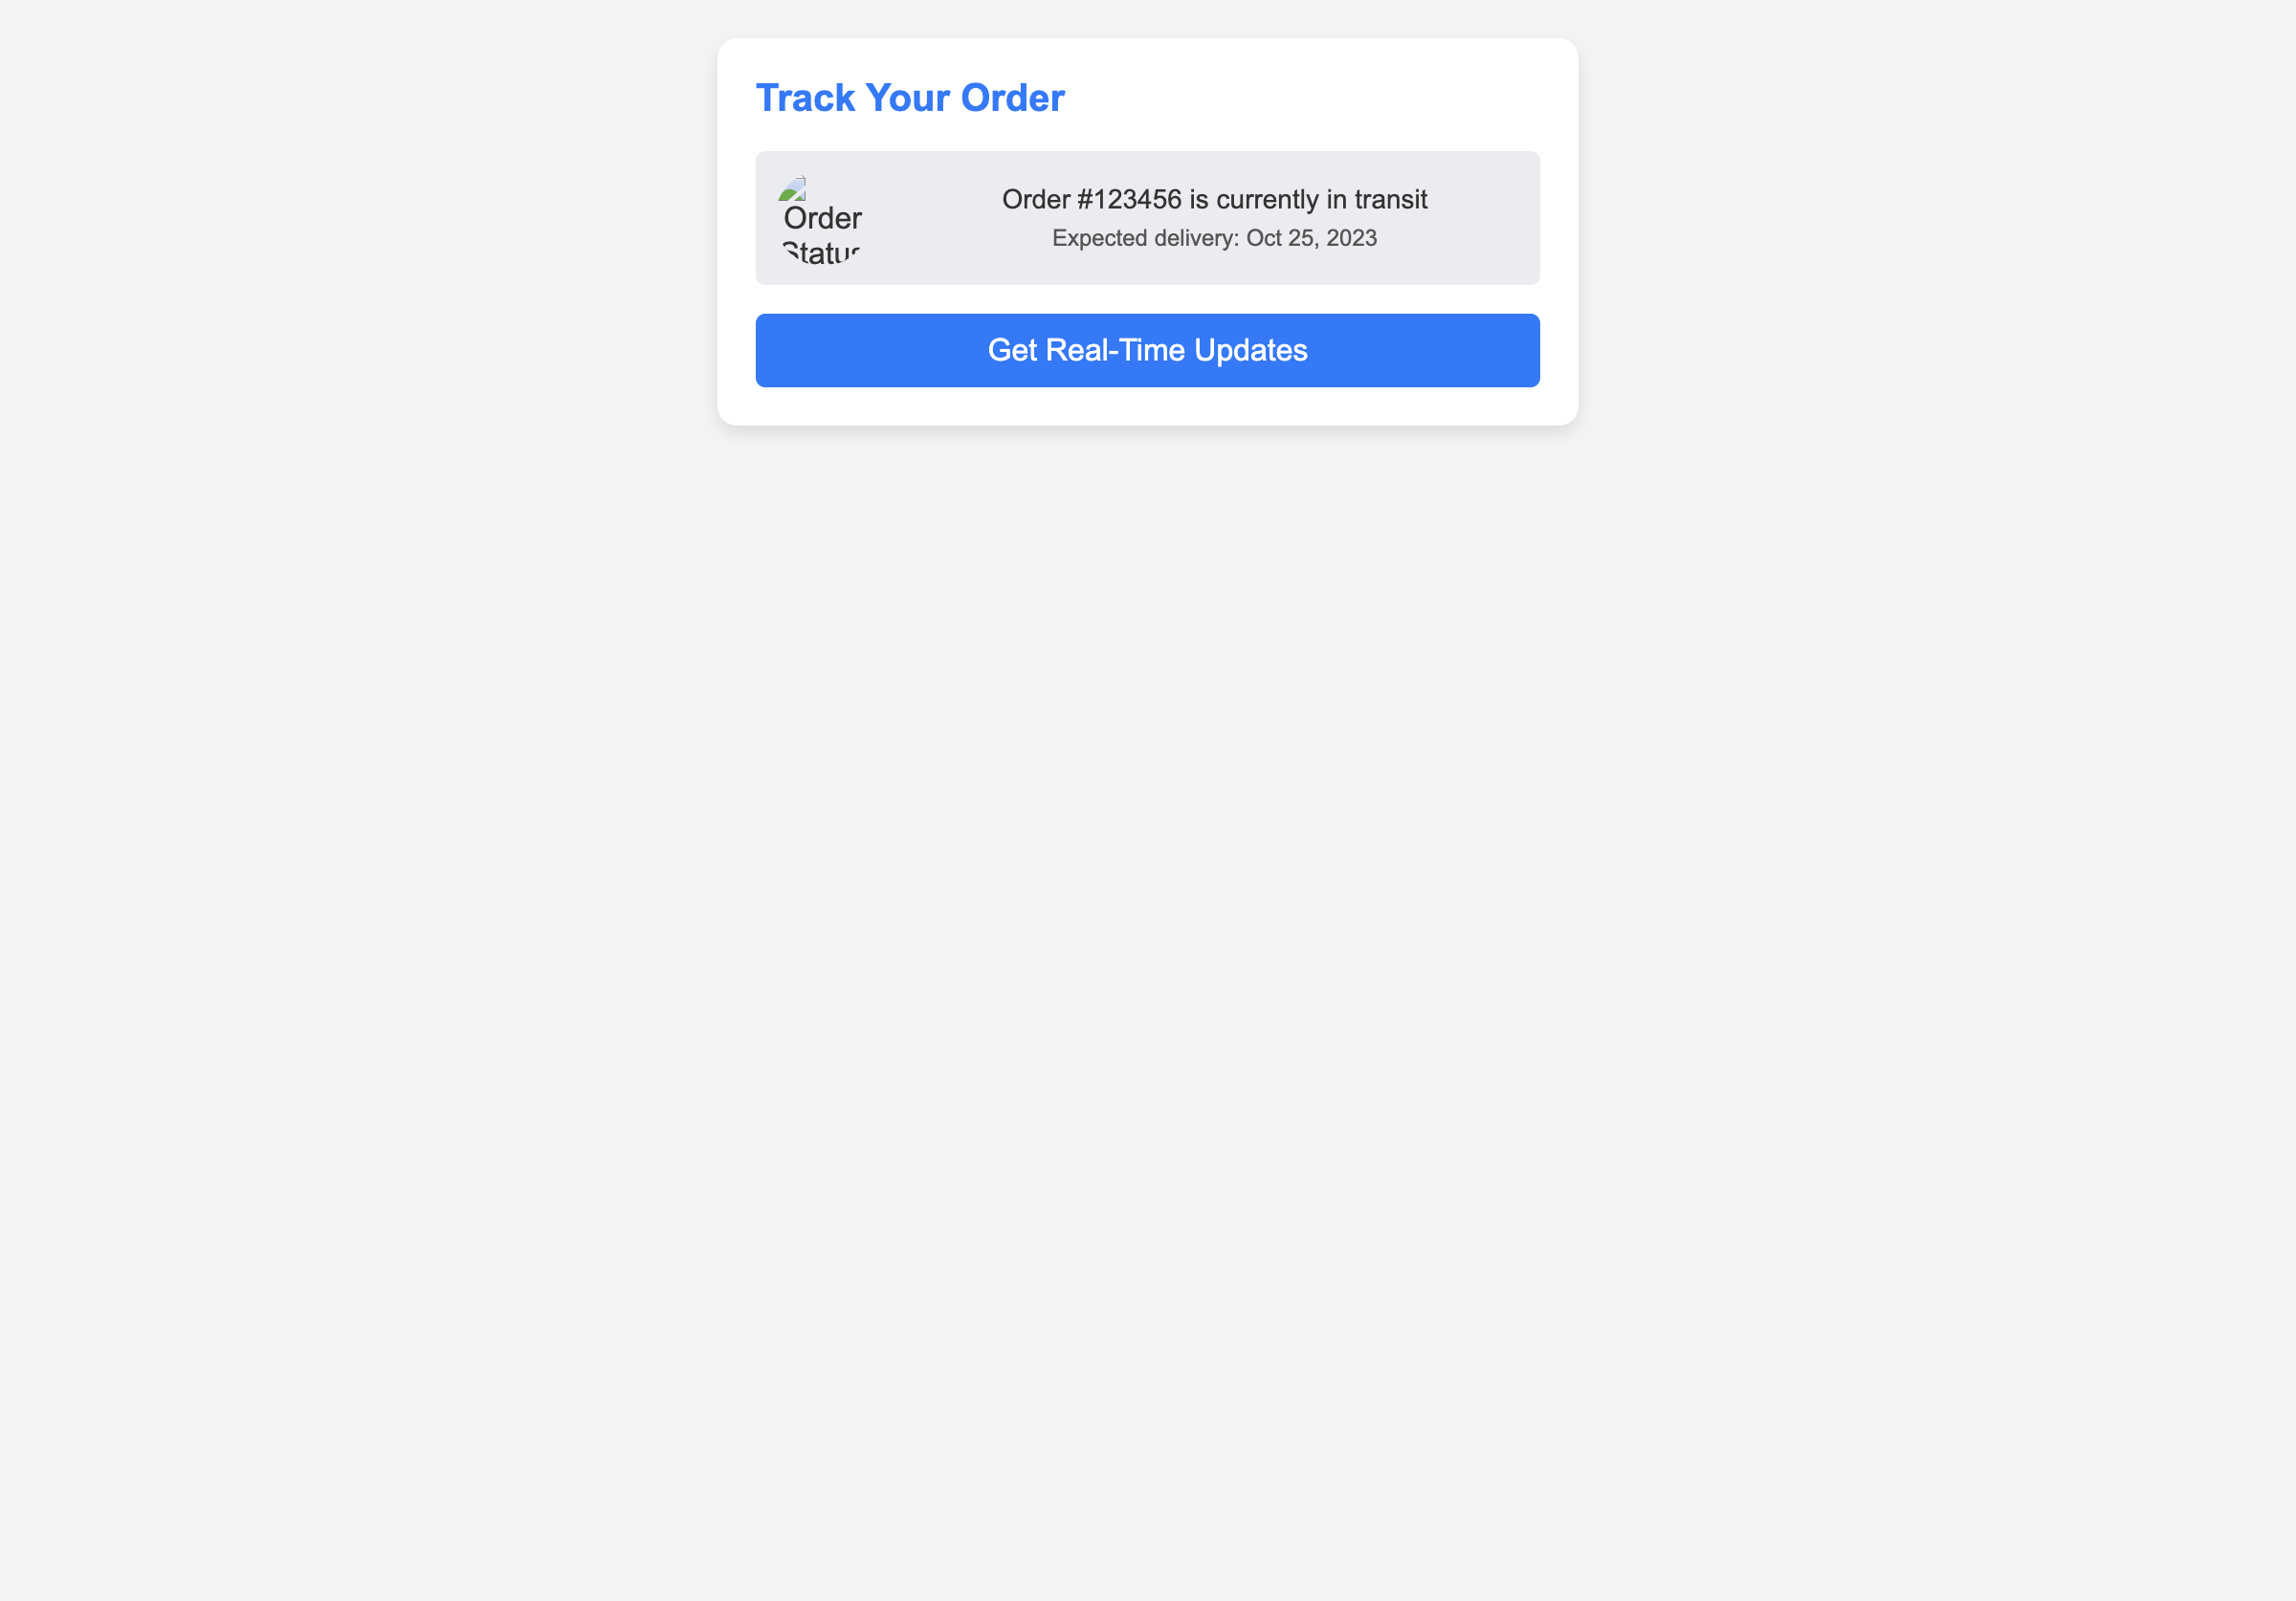 Track Your Order
Order
Status
Order #123456 is currently in transit
Expected delivery: Oct 25, 2023
Get Real-Time Updates